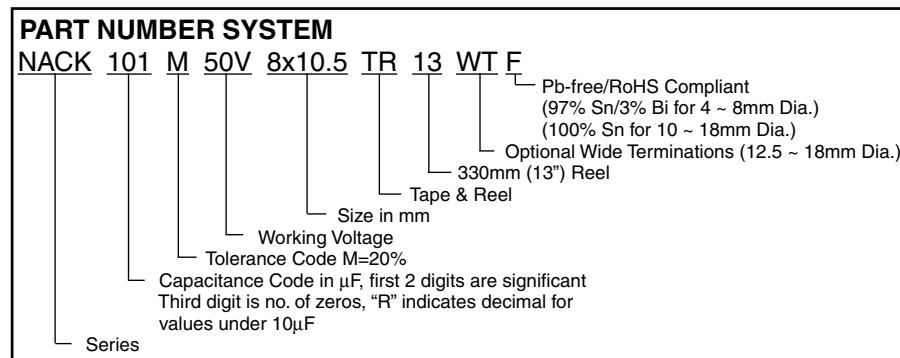 PART NUMBER SYSTEM
NACK 101 M 50V 8x10.5 TR 13 WT F
Pb-free/RoHS Compliant
(97% Sn/3% Bi for 4 ~ 8mm Dia.)
(100% Sn for 10 ~ 18mm Dia.)
Optional Wide Terminations (12.5 ~ 18mm Dia.)
330mm (13”) Reel
Tape & Reel
Size in mm
Working Voltage
Tolerance Code M=20%
Capacitance Code in μF, first 2 digits are significant
Third digit is no. of zeros, “R” indicates decimal for
values under 10μF
Series